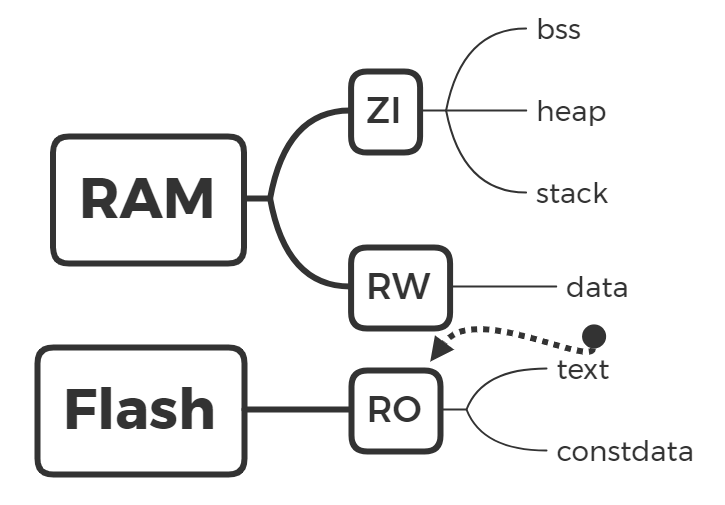 RAM
ZI
bss
heap
stack
RW
data
Flash
RO
text
constdata